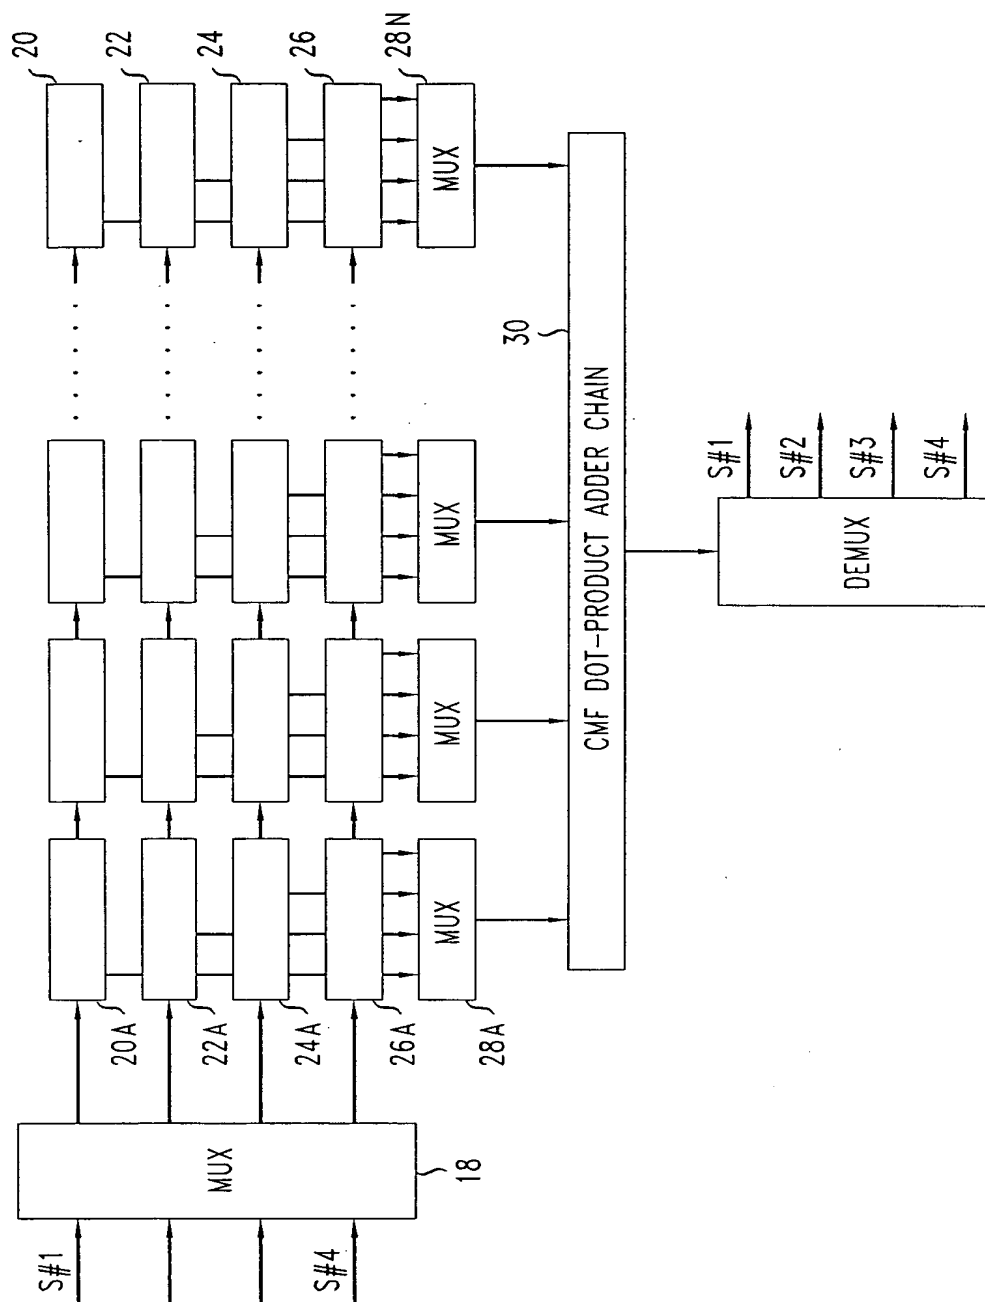 S#1
S#4
MUX
18
20A
22A
24A
26A
28A
20
22
24
26
28N
MUX
MUX
MUX
MUX
30
CMF DOT-PRODUCT ADDER CHAIN
DEMUX
S#1
S#2
S#3
S#4